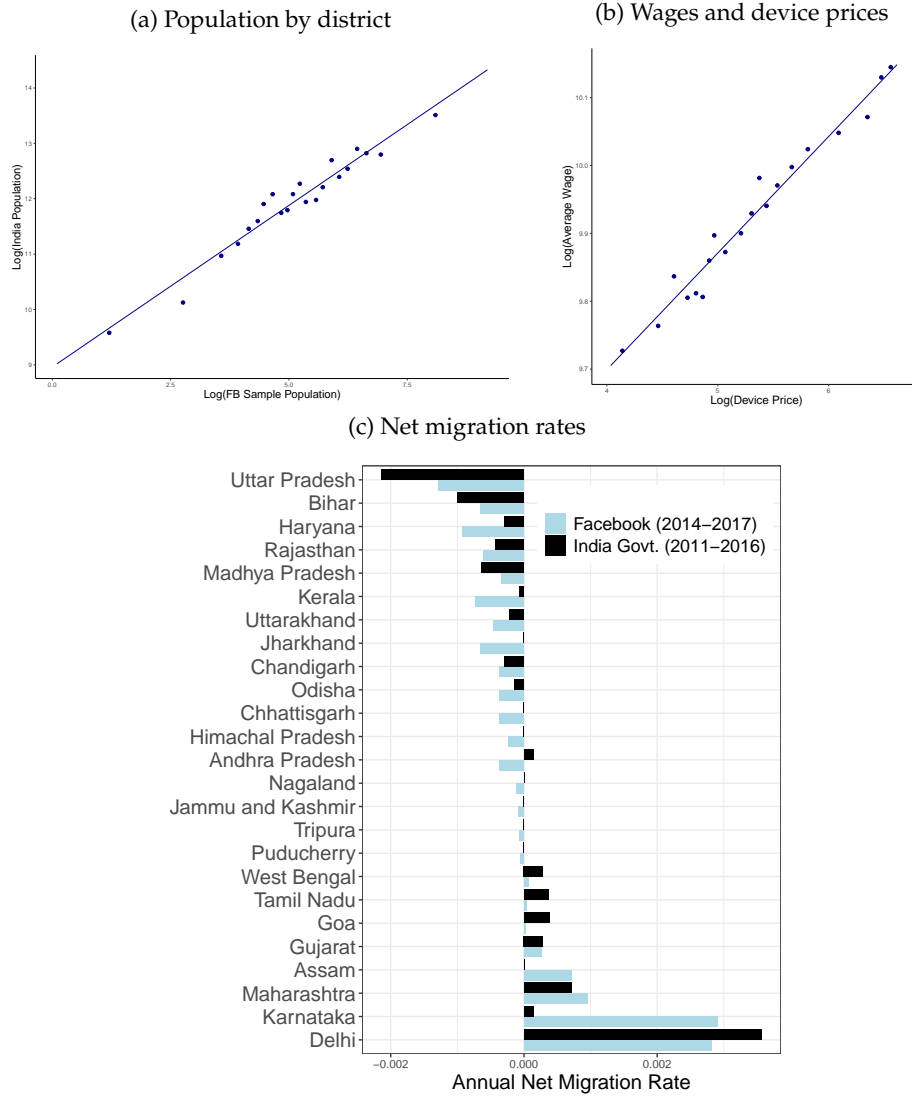 (a) Population by district
(b) Wages and device prices
14
13
12
11
10
9
Log(India Population)
0.0
2.5
5.0
7.5
Log(FB Sample Population)
10.1
10.0
9.9
9.8
9.7
Log(Average Wage)
4
5
6
Log(Device Price)
(c) Net migration rates
Uttar Pradesh
Bihar
Haryana
Rajasthan
Madhya Pradesh
Kerala
Uttarakhand
Jharkhand
Chandigarh
Odisha
Chhattisgarh
Himachal Pradesh
Andhra Pradesh
Nagaland
Jammu and Kashmir
Tripura
Puducherry
West Bengal
Tamil Nadu
Goa
Gujarat
Assam
Maharashtra
Karnataka
Delhi
Facebook (2014−2017)
India Govt. (2011−2016)
−0.002
0.000
0.002
Annual Net Migration Rate